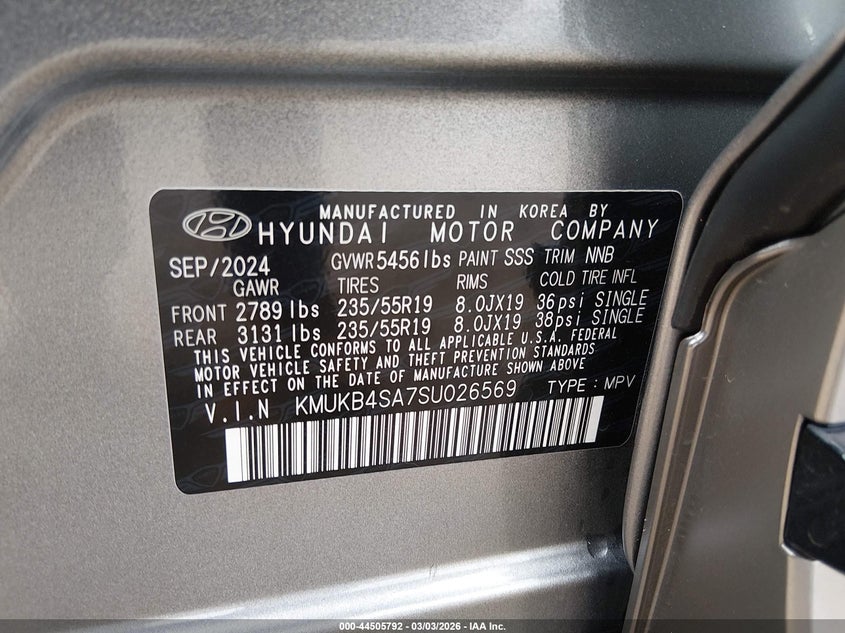 MANUFACTURED IN KOREA BY
HYUNDAI MOTOR COMPANY
SEP/2024 GVWR 5456 lbs PAINT SSS TRIM NNB
GAWR TIRES RIMS COLD TIRE INFL
FRONT 2789 lbs 235/55R19 8.0JX19 36psi SINGLE
REAR 3131 lbs 235/55R19 8.0JX19 38psi SINGLE
THIS VEHICLE CONFORMS TO ALL APPLICABLE U.S.A. FEDERAL
MOTOR VEHICLE SAFETY AND THEFT PREVENTION STANDARDS
IN EFFECT ON THE DATE OF MANUFACTURE SHOWN ABOVE
V.I.N KMUKB4SA7SU026569 TYPE : MPV
000-44505792 - 03/03/2026 - IAA Inc.